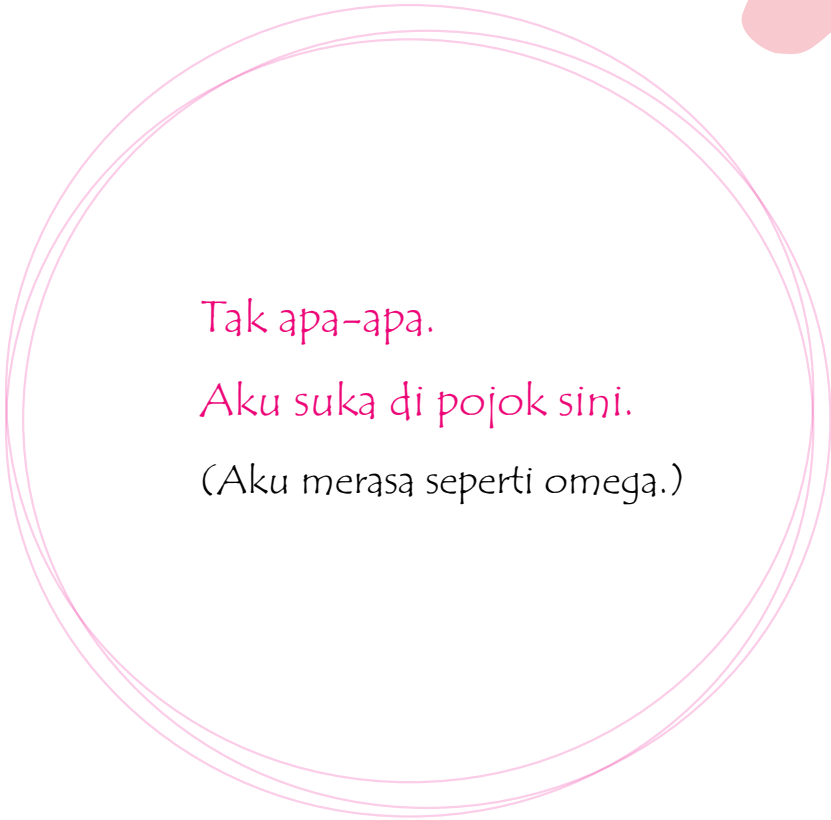 Tak apa-apa.
Aku suka di pojok sini.
(Aku merasa seperti omega.)